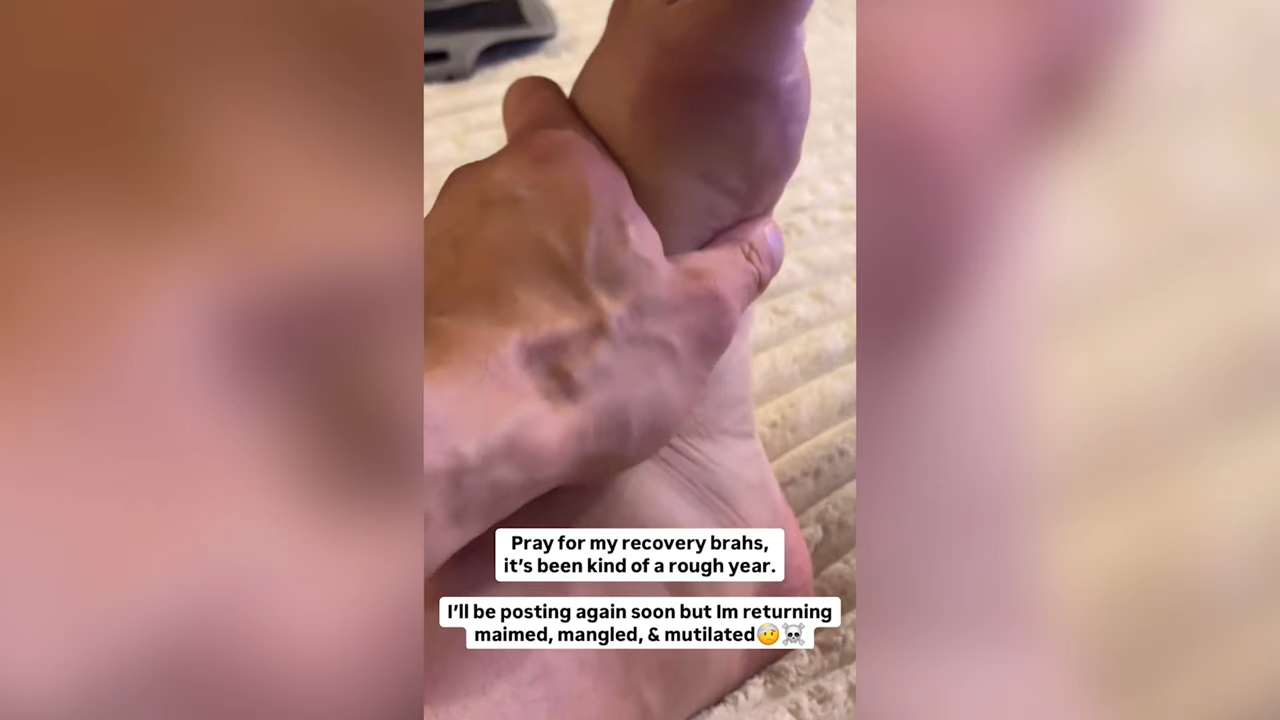 Pray for my recovery brahs,
it’s been kind of a rough year.
I’ll be posting again soon but Im returning
maimed, mangled, & mutilated🤕☠️